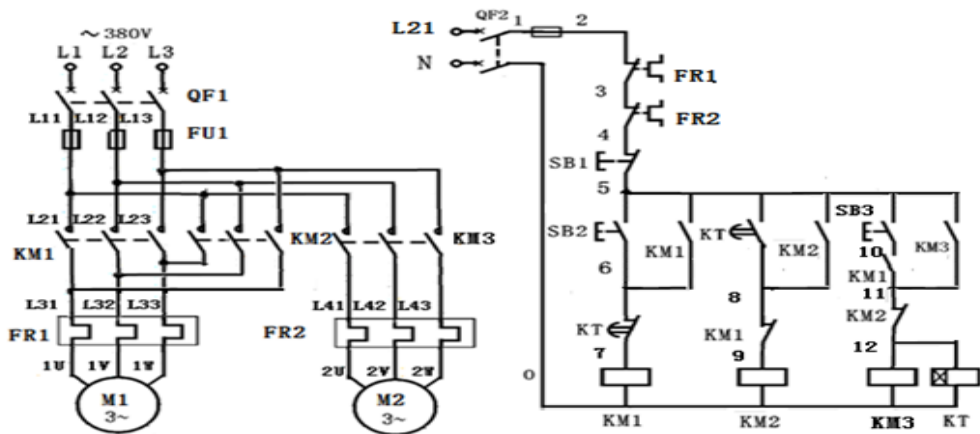 ~380V
L1 L2 L3
QF1
L11 L12 L13
FU1
L21 L22 L23
KM1 KM2 KM3
L31 L32 L33 L41 L42 L43
FR1 FR2
1U 1V 1W 2U 2V 2W
M1
3~
M2
3~
L21 QF2 1 2
N
3 FR1
4 FR2
SB1
5
SB2 KM1 KT KM2 SB3 KM3
10
KM1
6 8 11
KT KM1 KM2
7 9 12
0
KM1 KM2 KM3 KT